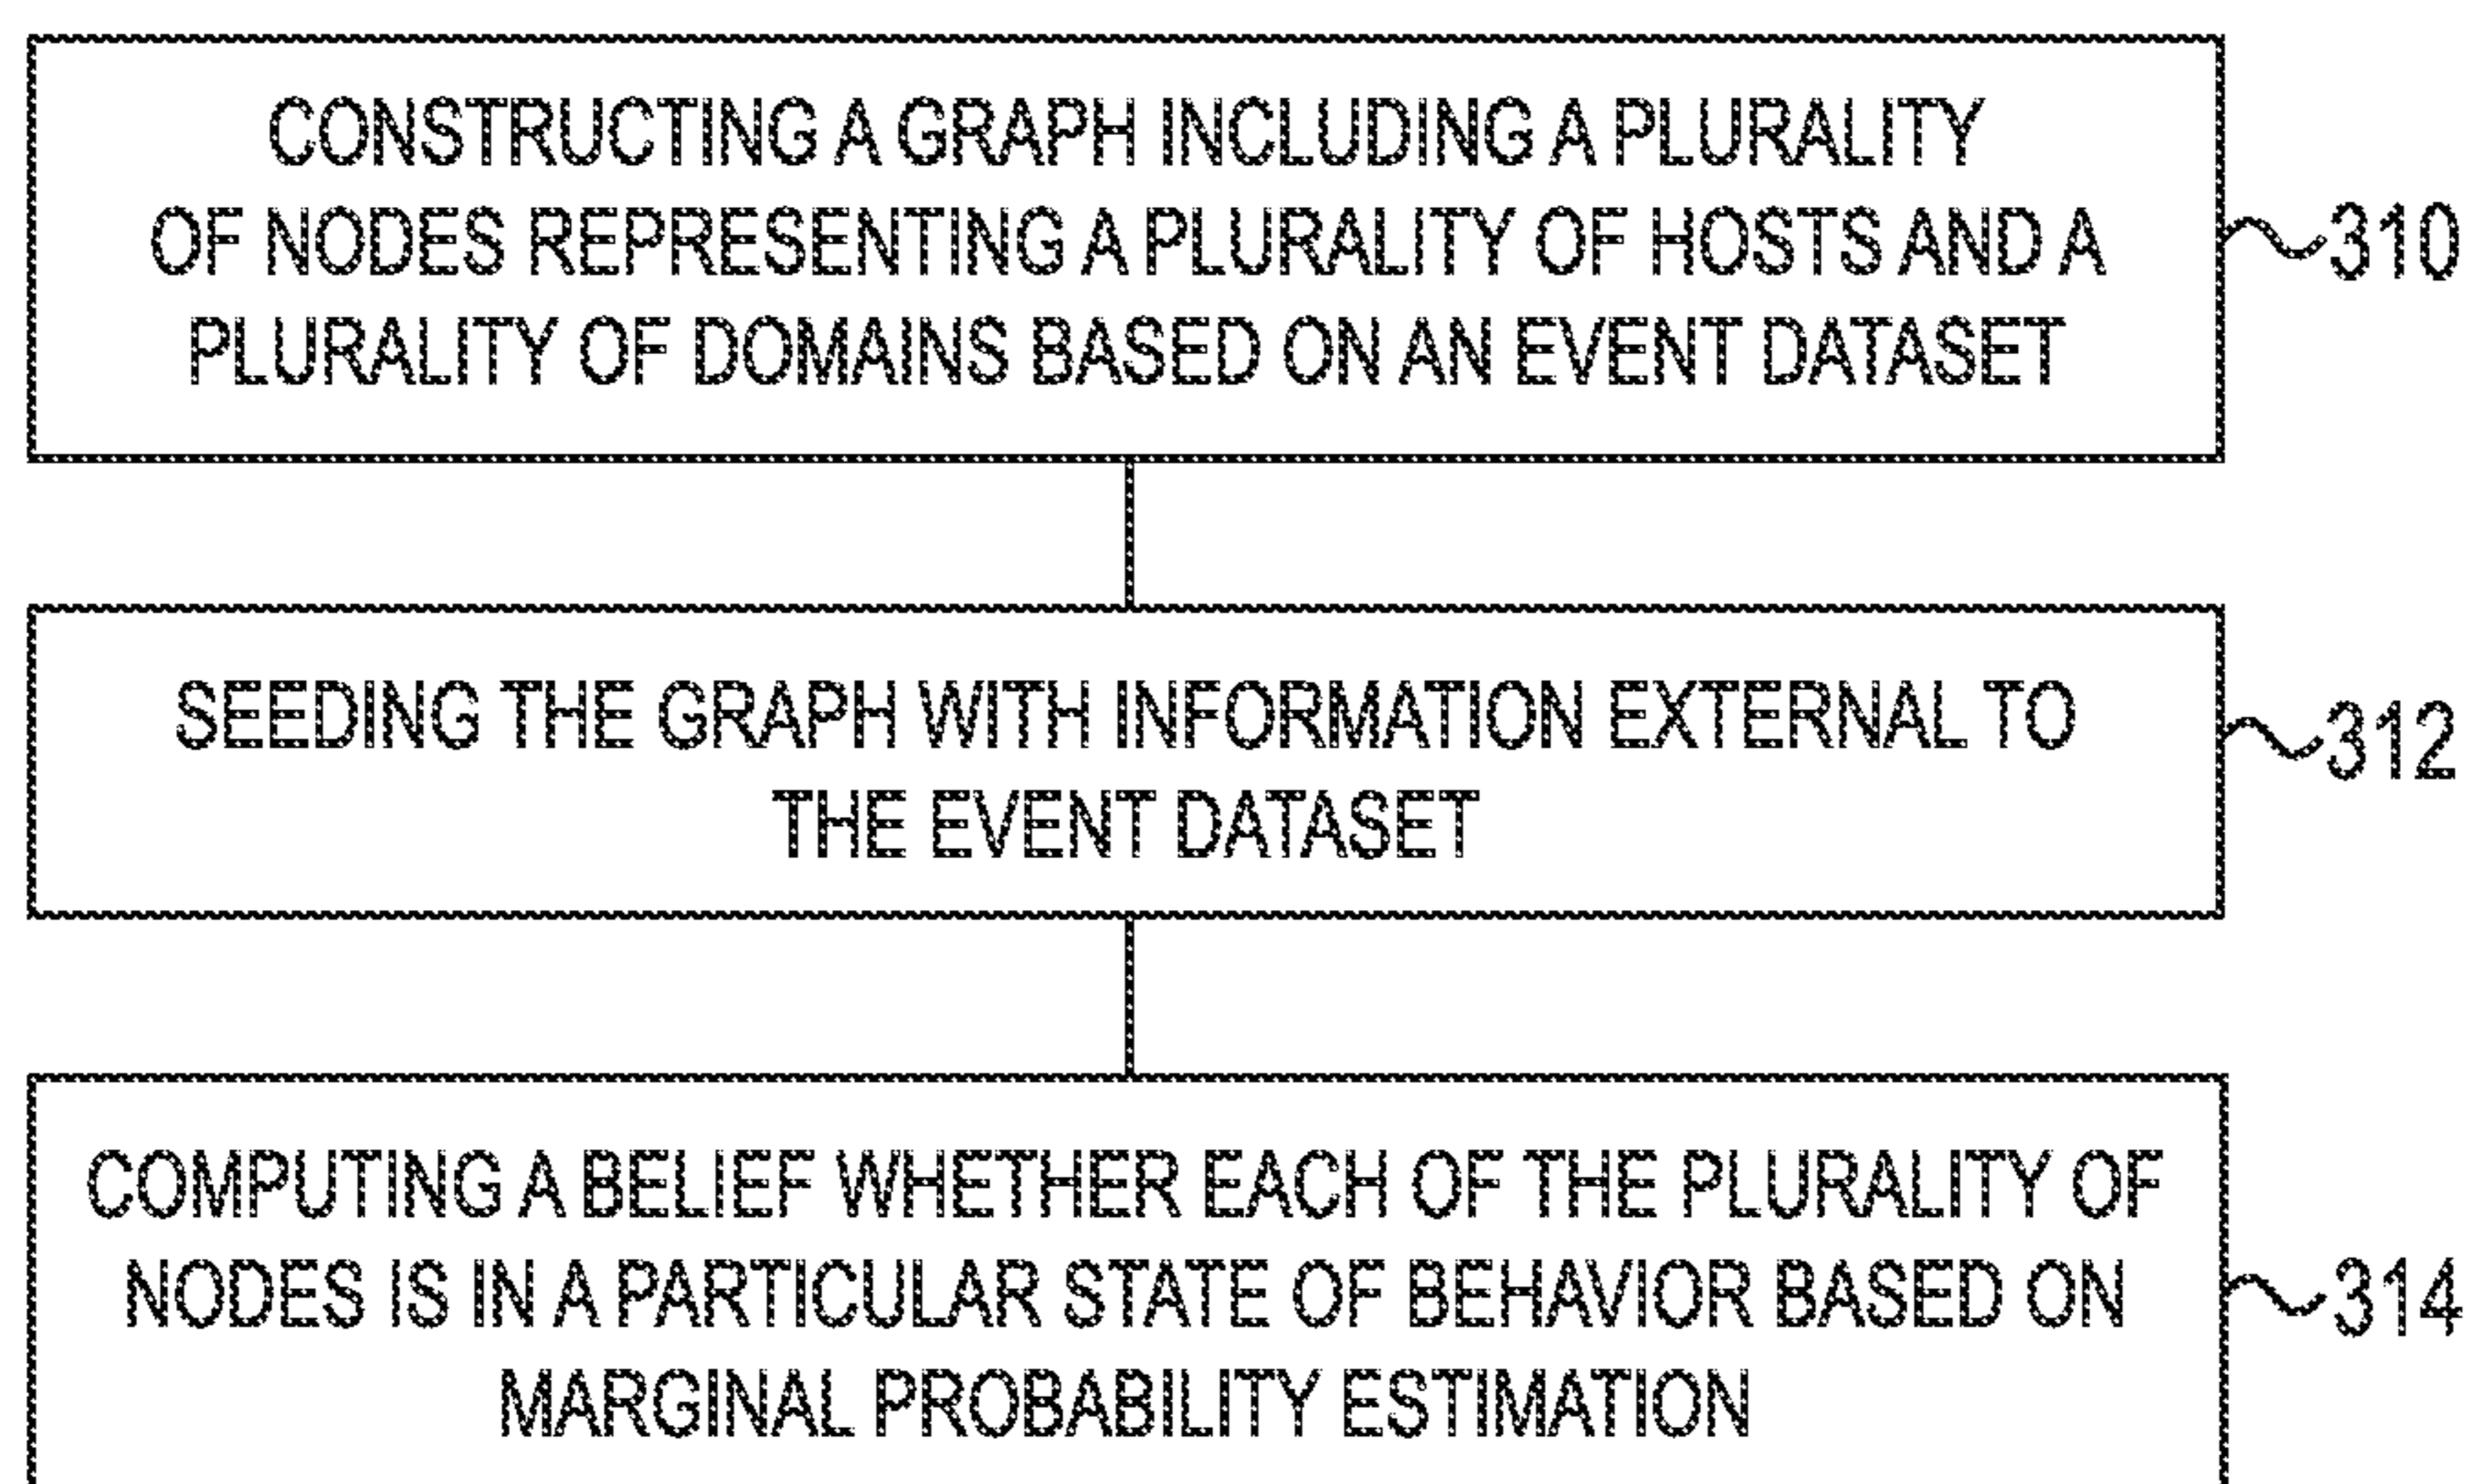 CONSTRUCTING A GRAPH INCLUDING A PLURALITY
OF NODES REPRESENTING A PLURALITY OF HOSTS AND A
PLURALITY OF DOMAINS BASED ON AN EVENT DATASET
310
SEEDING THE GRAPH WITH INFORMATION EXTERNAL TO
THE EVENT DATASET
312
COMPUTING A BELIEF WHETHER EACH OF THE PLURALITY OF
NODES IS IN A PARTICULAR STATE OF BEHAVIOR BASED ON
MARGINAL PROBABILITY ESTIMATION
314